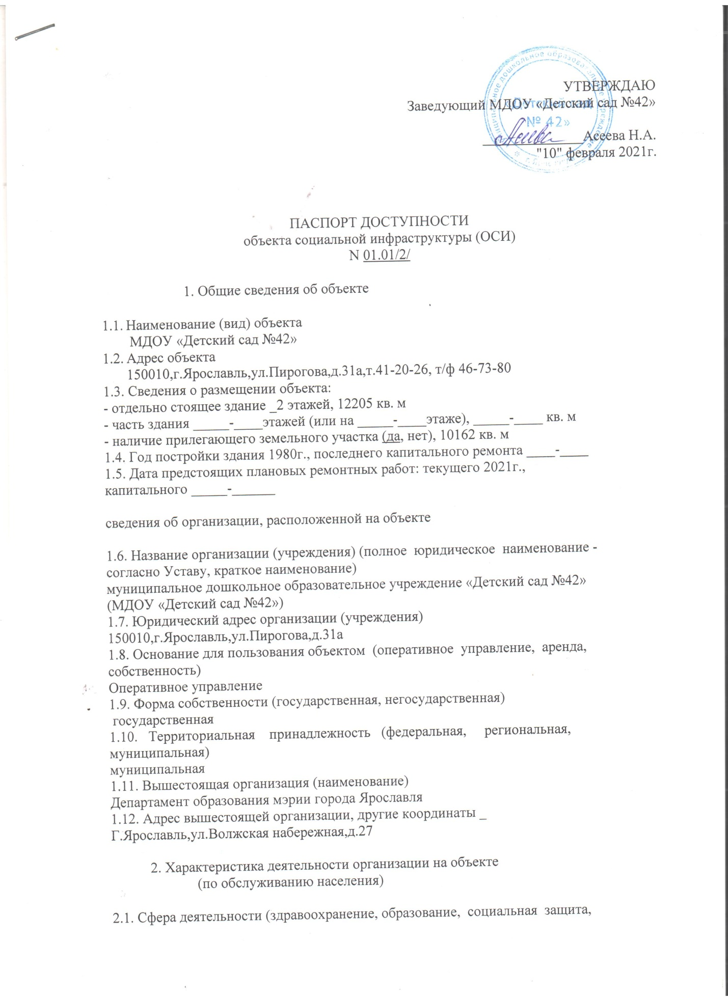 УТВЕРЖДАЮ
Заведующий МДОУ «Детский сад №42»
муниципальное дошкольное образовательное учреждение
«Детский сад
№ 42»
Асеева
_____________Асеева Н.А.
"10" февраля 2021г.
ПАСПОРТ ДОСТУПНОСТИ
объекта социальной инфраструктуры (ОСИ)
N 01.01/2/
1. Общие сведения об объекте
1.1. Наименование (вид) объекта
МДОУ «Детский сад №42»
1.2. Адрес объекта
150010,г.Ярославль,ул.Пирогова,д.31а,т.41-20-26, т/ф 46-73-80
1.3. Сведения о размещении объекта:
- отдельно стоящее здание _2 этажей, 12205 кв. м
- часть здания _____-____этажей (или на _____-____этаже), _____-____ кв. м
- наличие прилегающего земельного участка (да, нет), 10162 кв. м
1.4. Год постройки здания 1980г., последнего капитального ремонта ____-____
1.5. Дата предстоящих плановых ремонтных работ: текущего 2021г.,
капитального _____-______
сведения об организации, расположенной на объекте
1.6. Название организации (учреждения) (полное юридическое наименование -
согласно Уставу, краткое наименование)
муниципальное дошкольное образовательное учреждение «Детский сад №42»
(МДОУ «Детский сад №42»)
1.7. Юридический адрес организации (учреждения)
150010,г.Ярославль,ул.Пирогова,д.31а
1.8. Основание для пользования объектом (оперативное управление, аренда,
собственность)
Оперативное управление
1.9. Форма собственности (государственная, негосударственная)
государственная
1.10. Территориальная принадлежность (федеральная, региональная,
муниципальная)
муниципальная
1.11. Вышестоящая организация (наименование)
Департамент образования мэрии города Ярославля
1.12. Адрес вышестоящей организации, другие координаты _
Г.Ярославль,ул.Волжская набережная,д.27
2. Характеристика деятельности организации на объекте
(по обслуживанию населения)
2.1. Сфера деятельности (здравоохранение, образование, социальная защита,